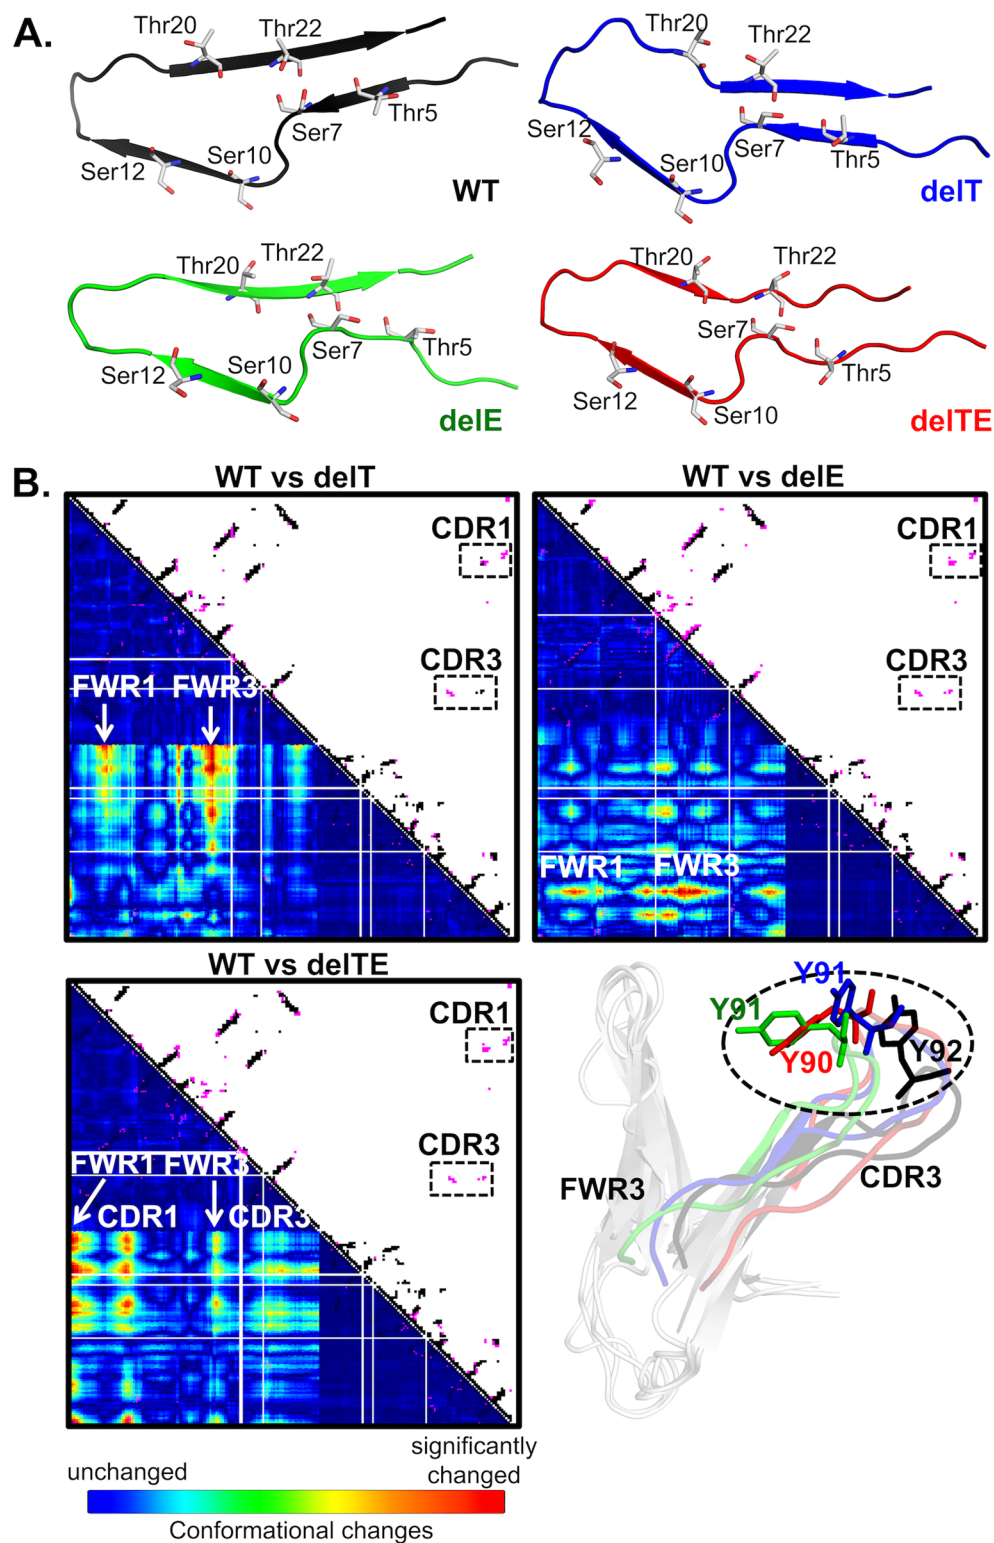 A.
Thr20
Thr22
Ser7
Thr5
Ser12
Ser10
WT
Thr20
Thr22
Ser12
Ser10
Ser7
Thr5
delT
Thr20
Thr22
Ser12
Ser10
Ser7
Thr5
delE
Thr20
Thr22
Ser7
Thr5
Ser12
Ser10
delTE
B.
WT vs delT
CDR1
CDR3
FWR1 FWR3
WT vs delE
CDR1
CDR3
FWR1 FWR3
WT vs delTE
CDR1
CDR3
FWR1 FWR3
CDR1 CDR3
Y91
Y91
Y90
Y92
FWR3
CDR3
unchanged
significantly
changed
Conformational changes